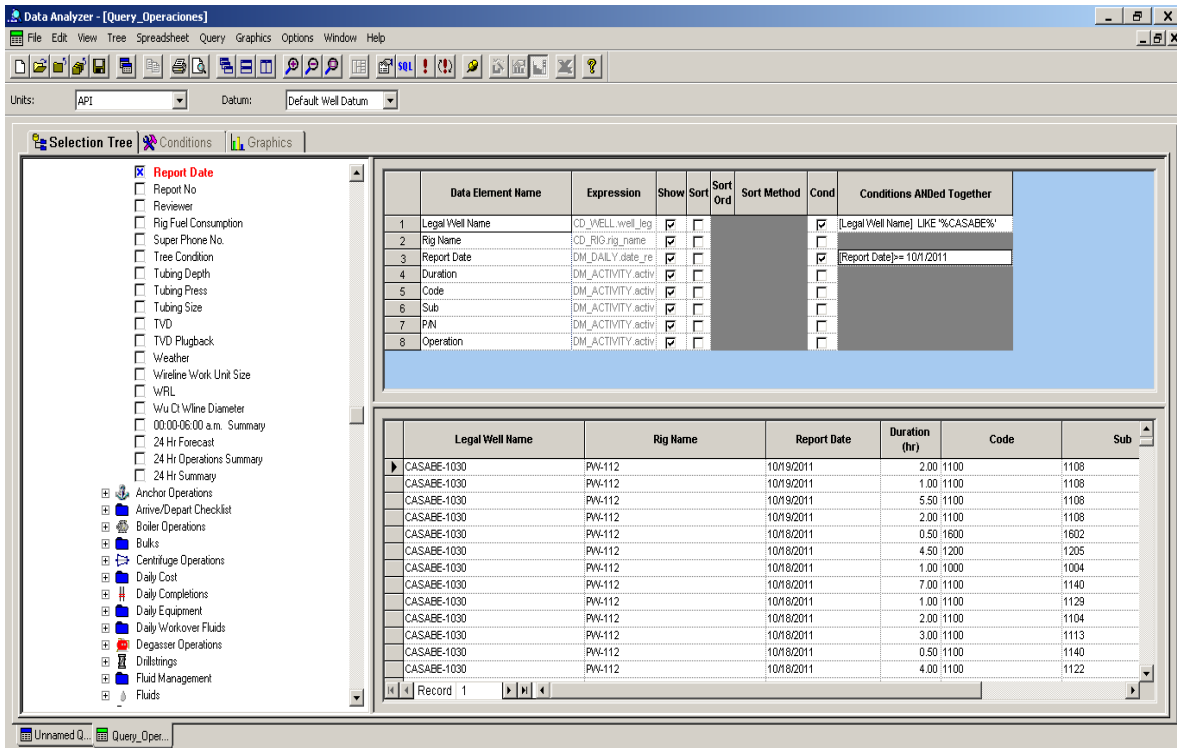 Data Analyzer - [Query_Operaciones]
File Edit View Tree Spreadsheet Query Graphics Options Window Help
SQL
Units: API Datum: Default Well Datum
Selection Tree Conditions Graphics
Report Date
Report No
Reviewer
Rig Fuel Consumption
Super Phone No.
Tree Condition
Tubing Depth
Tubing Press
Tubing Size
TVD
TVD Plugback
Weather
Wireline Work Unit Size
WRL
Wu Ct Wline Diameter
00:00-06:00 a.m. Summary
24 Hr Forecast
24 Hr Operations Summary
24 Hr Summary
Anchor Operations
Arrive/Depart Checklist
Boiler Operations
Bulks
Centrifuge Operations
Daily Cost
Daily Completions
Daily Equipment
Daily Workover Fluids
Degasser Operations
Drillstrings
Fluid Management
Fluids
Data Element Name Expression Show Sort Sort Ord Sort Method Cond Conditions ANDed Together
1 Legal Well Name CD_WELL.well_leg [Legal Well Name] LIKE '%CASABE%'
2 Rig Name CD_RIG.rig_name
3 Report Date DM_DAILY.date_re [Report Date]>= 10/1/2011
4 Duration DM_ACTIVITY.activ
5 Code DM_ACTIVITY.activ
6 Sub DM_ACTIVITY.activ
7 P/N DM_ACTIVITY.activ
8 Operation DM_ACTIVITY.activ
Legal Well Name Rig Name Report Date Duration (hr) Code Sub
CASABE-1030 PW-112 10/19/2011 2.00 1100 1108
CASABE-1030 PW-112 10/19/2011 1.00 1100 1108
CASABE-1030 PW-112 10/19/2011 5.50 1100 1108
CASABE-1030 PW-112 10/19/2011 2.00 1100 1108
CASABE-1030 PW-112 10/18/2011 0.50 1600 1602
CASABE-1030 PW-112 10/18/2011 4.50 1200 1205
CASABE-1030 PW-112 10/18/2011 1.00 1000 1004
CASABE-1030 PW-112 10/18/2011 7.00 1100 1140
CASABE-1030 PW-112 10/18/2011 1.00 1100 1129
CASABE-1030 PW-112 10/18/2011 2.00 1100 1104
CASABE-1030 PW-112 10/18/2011 3.00 1100 1113
CASABE-1030 PW-112 10/18/2011 0.50 1100 1140
CASABE-1030 PW-112 10/18/2011 4.00 1100 1122
Record 1
Unnamed Q... Query_Oper...